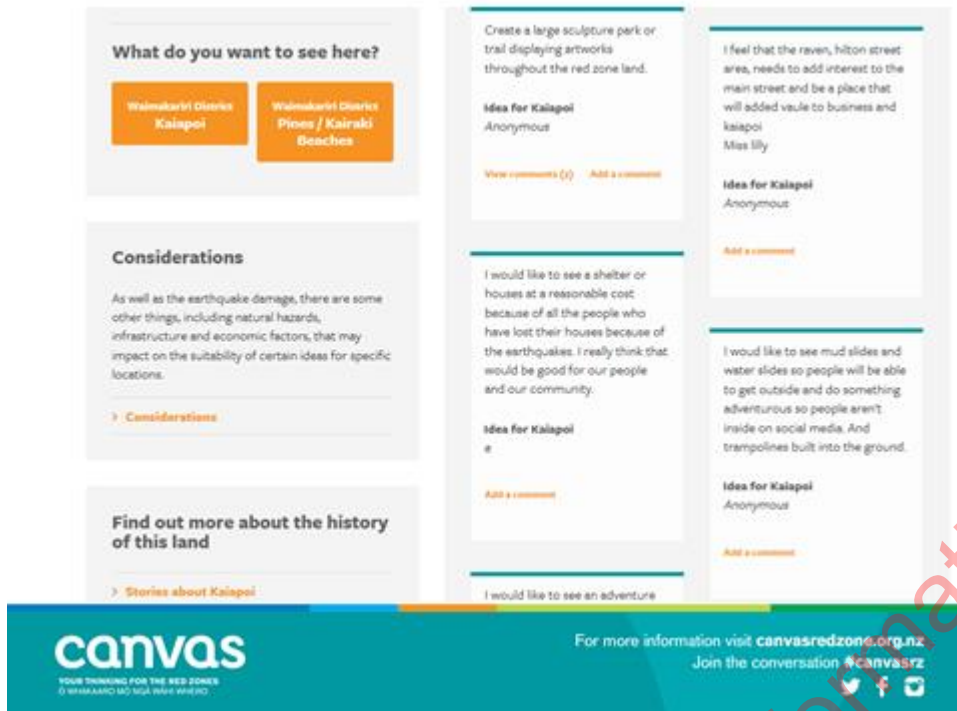 What do you want to see here?
Waimakariri District
Kaiapoi
Waimakariri District
Pines / Kairaki
Beaches
Considerations
As well as the earthquake damage, there are some
other things, including natural hazards,
infrastructure and economic factors, that may
impact on the suitability of certain ideas for specific
locations.
> Considerations
Find out more about the history
of this land
> Stories about Kaiapoi
Create a large sculpture park or
trail displaying artworks
throughout the red zone land.
Idea for Kaiapoi
Anonymous
View comments (2) Add a comment
I would like to see a shelter or
houses at a reasonable cost
because of all the people who
have lost their houses because of
the earthquakes. I really think that
would be good for our people
and our community.
Idea for Kaiapoi
e
Add a comment
I would like to see an adventure
I feel that the raven, hilton street
area, needs to add interest to the
main street and be a place that
will added vaule to business and
kaiapoi
Miss lilly
Idea for Kaiapoi
Anonymous
Add a comment
I woud like to see mud slides and
water slides so people will be able
to get outside and do something
adventurous so people aren't
inside on social media. And
trampolines built into the ground.
Idea for Kaiapoi
Anonymous
Add a comment
canvas
YOUR THINKING FOR THE RED ZONES
Ō WHAKAARO MŌ NGĀ WĀHI WHERO
For more information visit canvasredzone.org.nz
Join the conversation #canvasrz